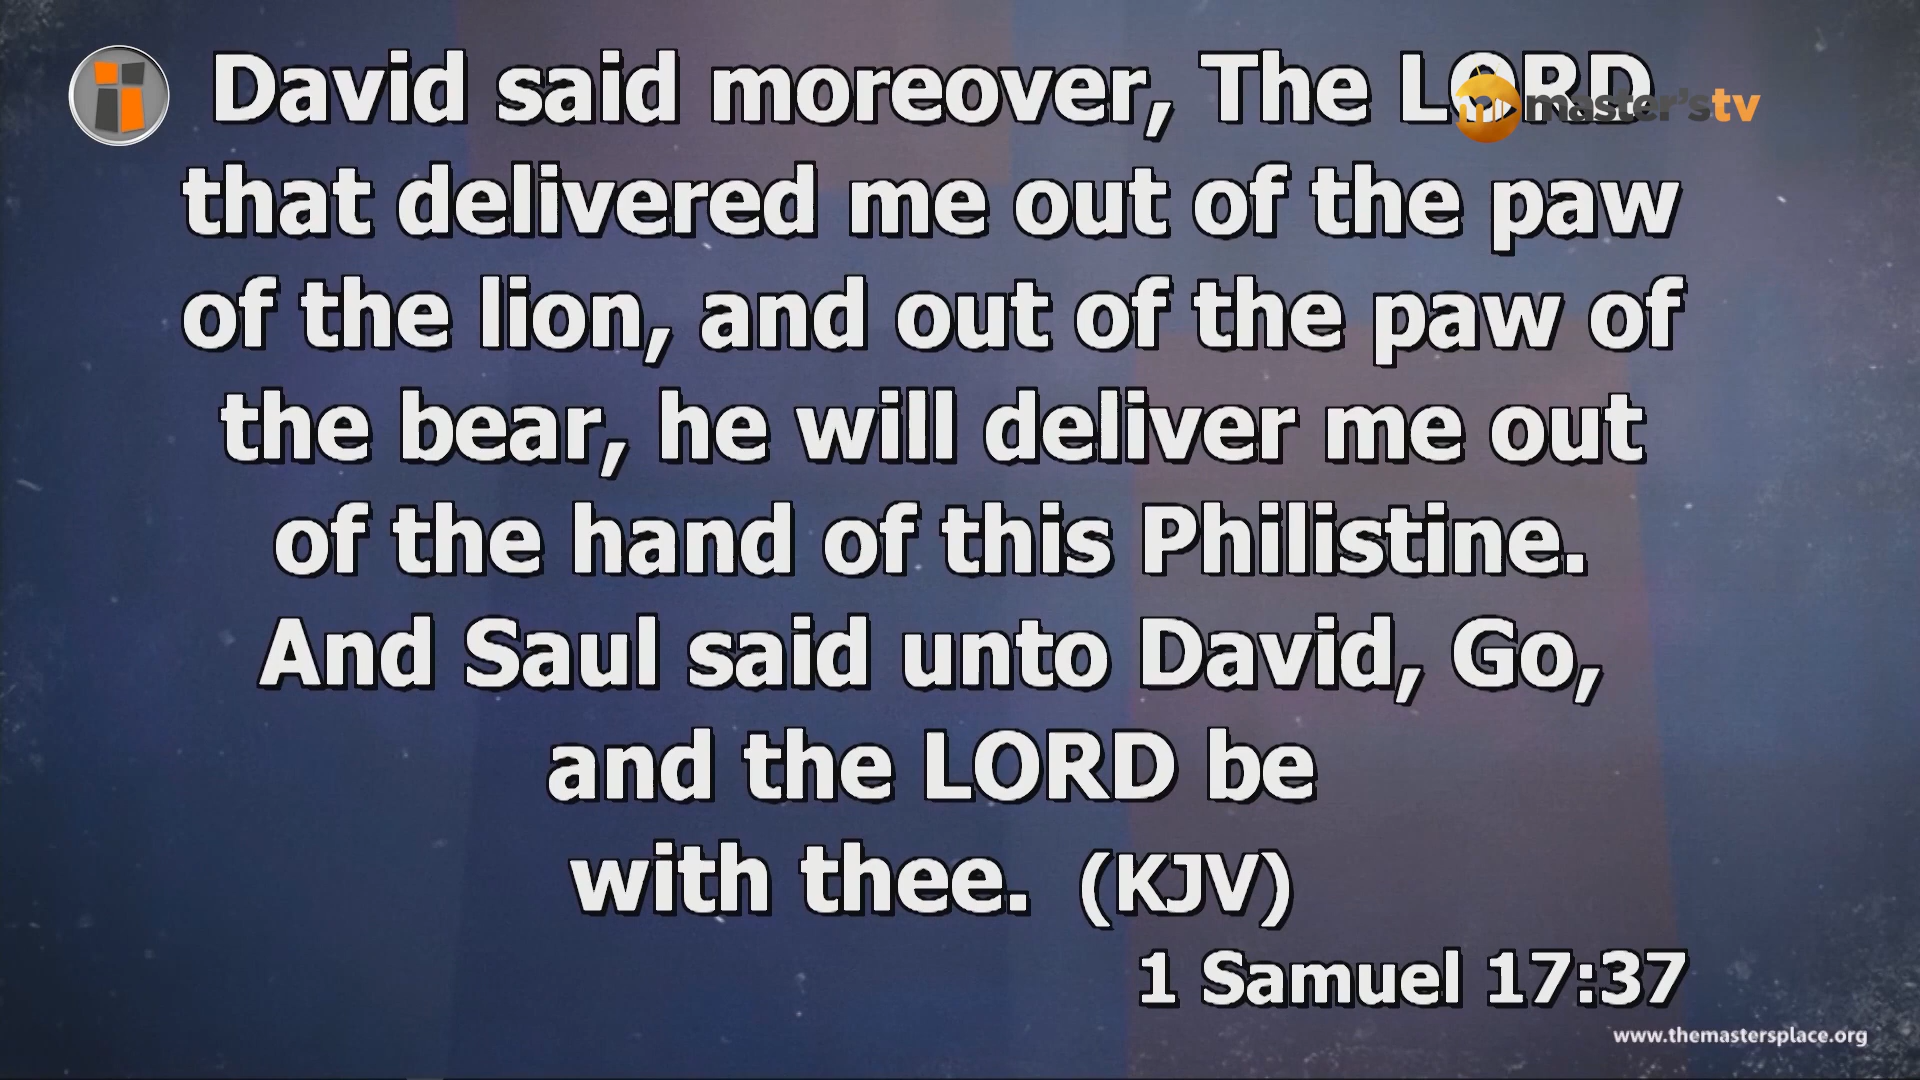 David said moreover, The LORD
master'stv
that delivered me out of the paw
of the lion, and out of the paw of
the bear, he will deliver me out
of the hand of this Philistine.
And Saul said unto David, Go,
and the LORD be
with thee. (KJV)
1 Samuel 17:37
www.themastersplace.org